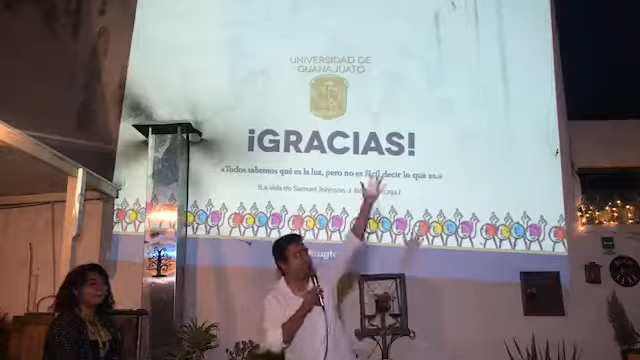 UNIVERSIDAD DE
GUANAJUATO
¡GRACIAS!
«Todos sabemos qué es la luz, pero no es fácil decir lo que es.»
(La vida de Samuel Johnson, J.